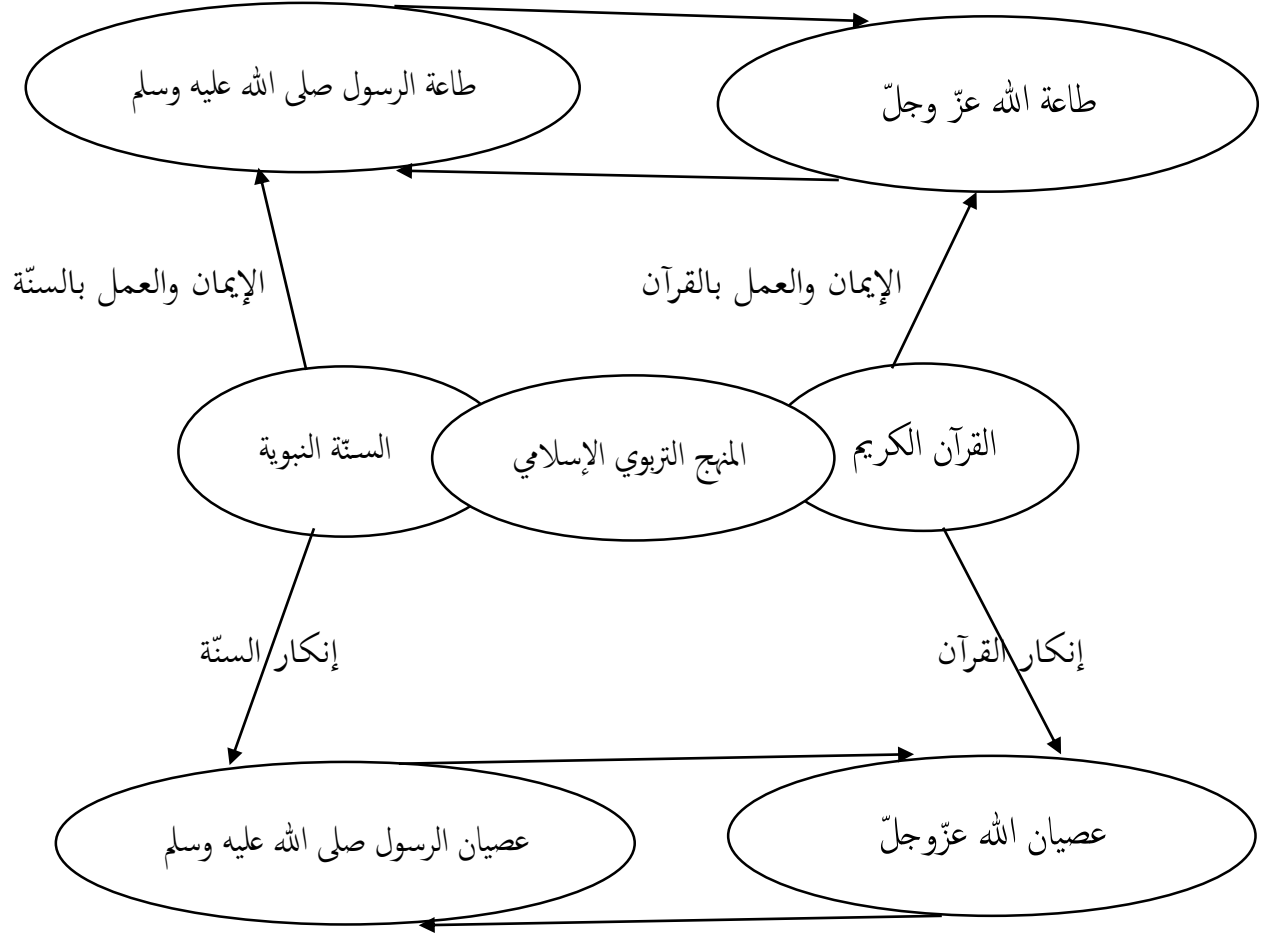 طاعة الله عزّ وجلّ
طاعة الرسول صلى الله عليه وسلم
الإيمان والعمل بالقرآن
الإيمان والعمل بالسنّة
القرآن الكريم
المنهج التربوي الإسلامي
السنّة النبوية
إنكار القرآن
إنكار السنّة
عصيان الله عزّوجلّ
عصيان الرسول صلى الله عليه وسلم